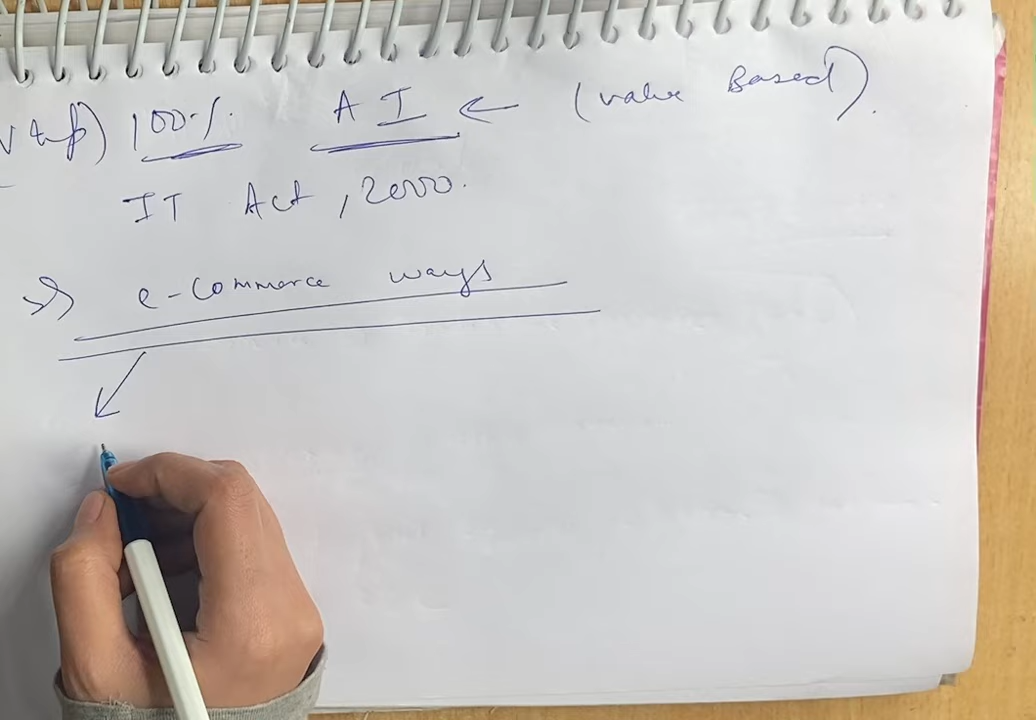 100% AI ← (value Based).
IT Act, 2000.
e-Commerce ways